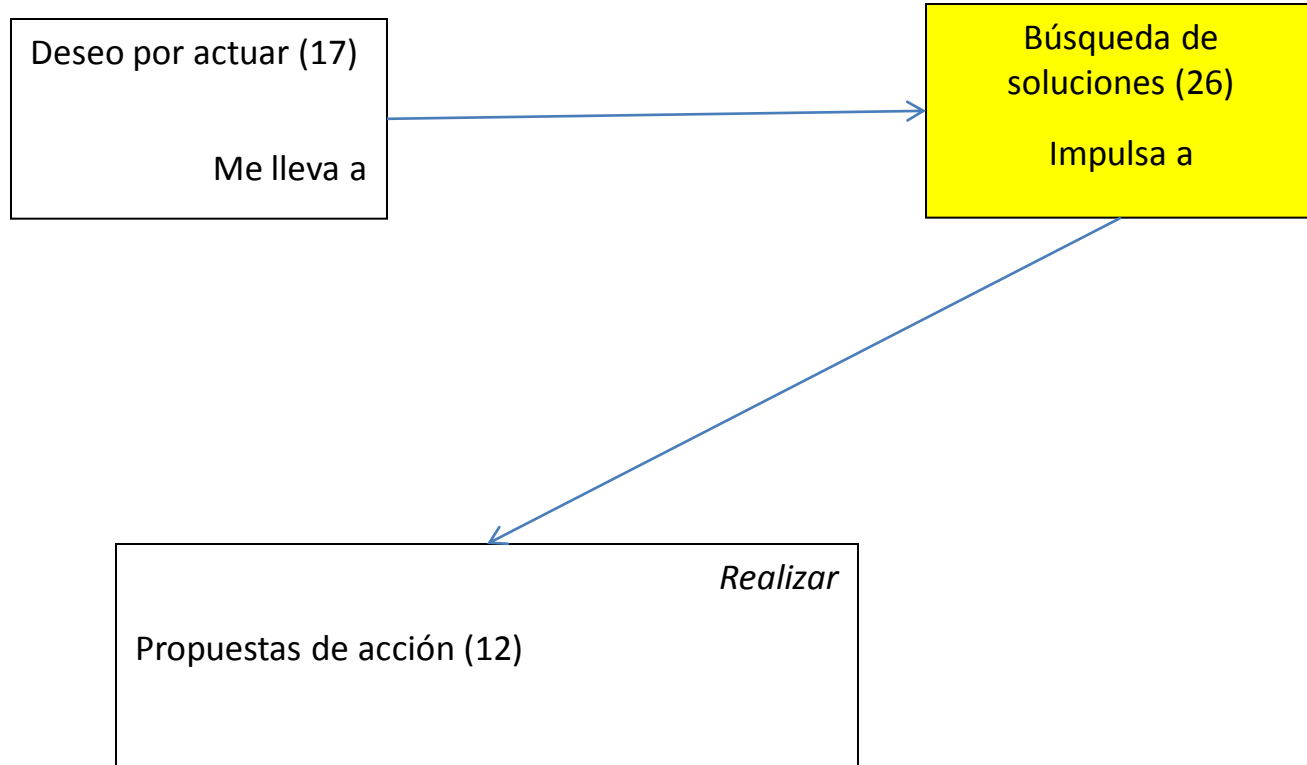 Deseo por actuar (17)
Me lleva a
Búsqueda de
soluciones (26)
Impulsa a
Realizar
Propuestas de acción (12)